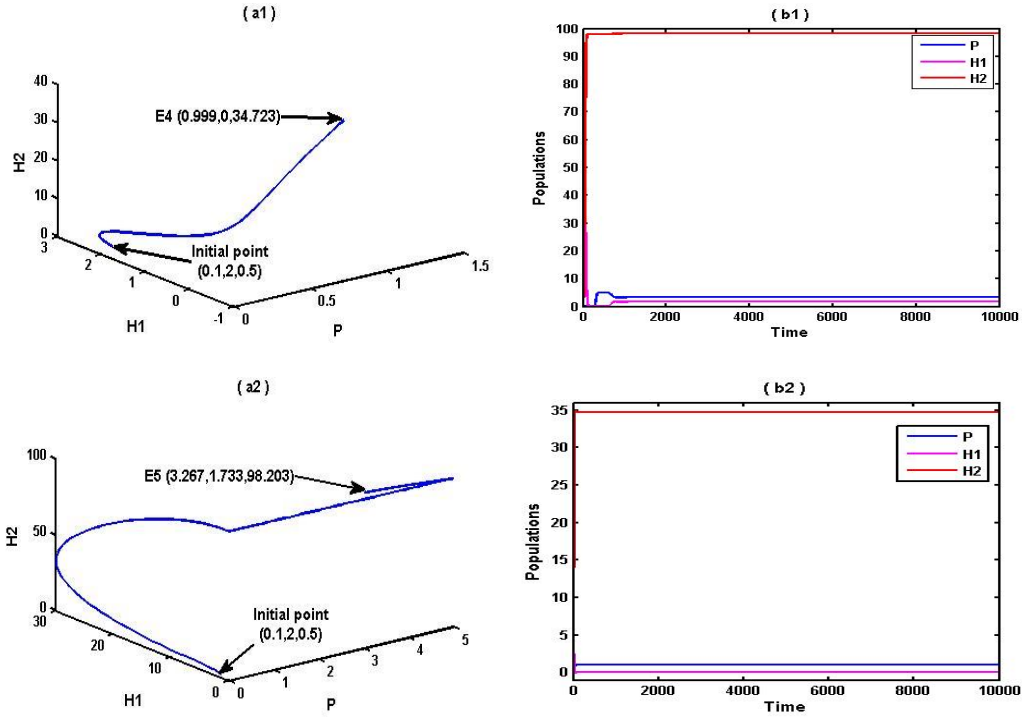 ( a1 )
40
30
20
10
0
H2
E4 (0.999,0,34.723)
Initial point
(0.1,2,0.5)
3
2
1
0
-1
H1
0
0.5
1
1.5
P
( b1 )
100
90
80
70
60
50
40
30
20
10
0
Populations
P
H1
H2
0
2000
4000
6000
8000
10000
Time
( a2 )
100
50
0
H2
E5 (3.267,1.733,98.203)
Initial point
(0.1,2,0.5)
30
20
10
0
H1
0
1
2
3
4
5
P
( b2 )
35
30
25
20
15
10
5
0
Populations
P
H1
H2
0
2000
4000
6000
8000
10000
Time